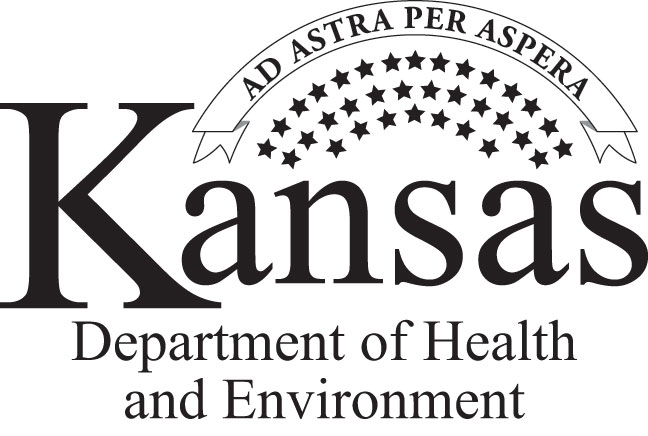 AD ASTRA PER ASPERA
Kansas
Department of Health
and Environment